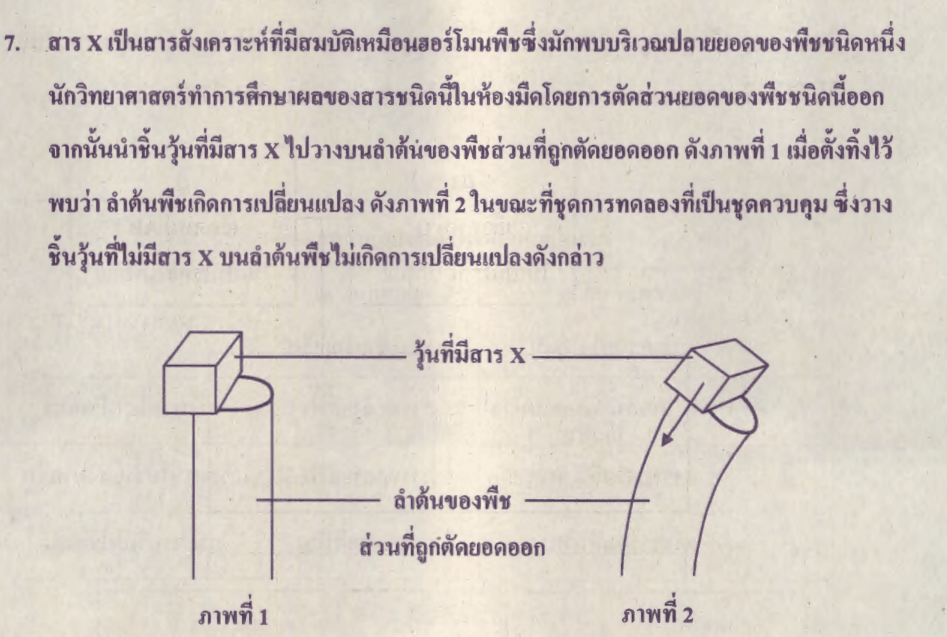 7. สาร X เป็นสารสังเคราะห์ที่มีสมบัติเหมือนฮอร์โมนพืชซึ่งมักพบบริเวณปลายยอดของพืชชนิดหนึ่ง
นักวิทยาศาสตร์ทำการศึกษาผลของสารชนิดนี้ในห้องมืดโดยการตัดส่วนยอดของพืชชนิดนี้ออก
จากนั้นนำชิ้นวุ้นที่มีสาร X ไปวางบนลำต้นของพืชส่วนที่ถูกตัดยอดออก ดังภาพที่ 1 เมื่อตั้งทิ้งไว้
พบว่า ลำต้นพืชเกิดการเปลี่ยนแปลง ดังภาพที่ 2 ในขณะที่ชุดการทดลองที่เป็นชุดควบคุม ซึ่งวาง
ชิ้นวุ้นที่ไม่มีสาร X บนลำต้นพืชไม่เกิดการเปลี่ยนแปลงดังกล่าว
วุ้นที่มีสาร X
ลำต้นของพืช
ส่วนที่ถูกตัดยอดออก
ภาพที่ 1
ภาพที่ 2